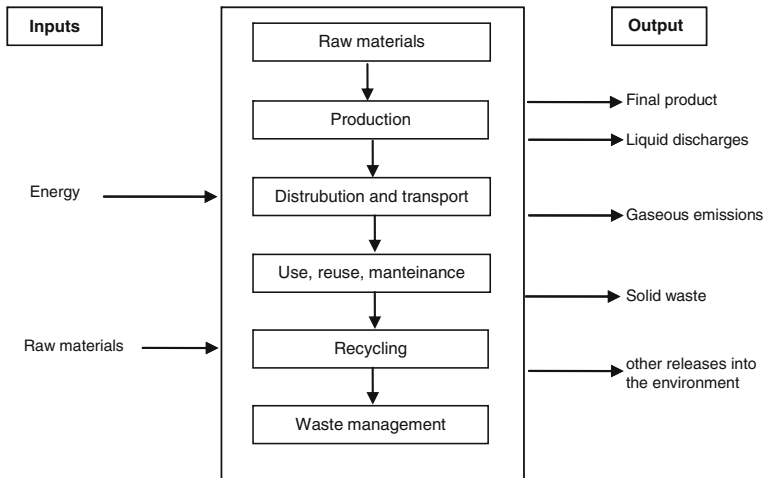 Inputs
Output
Raw materials
Production
Distrubution and transport
Use, reuse, manteinance
Recycling
Waste management
Energy
Raw materials
Final product
Liquid discharges
Gaseous emissions
Solid waste
other releases into
the environment